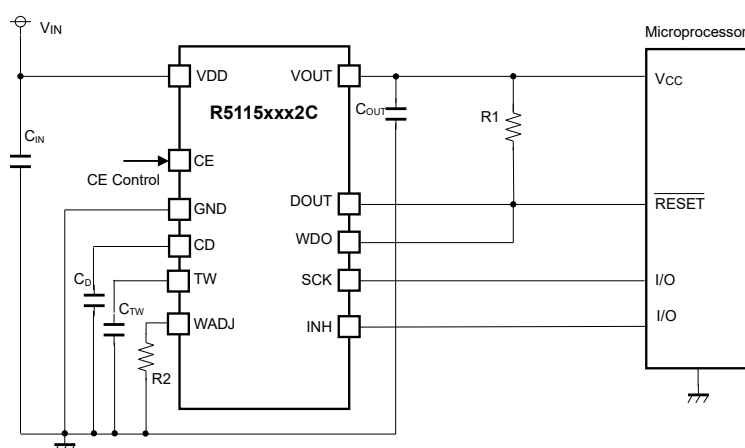 VIN
Microprocessor
VDD
VOUT
VCC
R5115xxx2C
COUT
R1
CIN
CE
CE Control
GND
DOUT
RESET
CD
WDO
CD
TW
SCK
I/O
CTW
WADJ
INH
I/O
R2